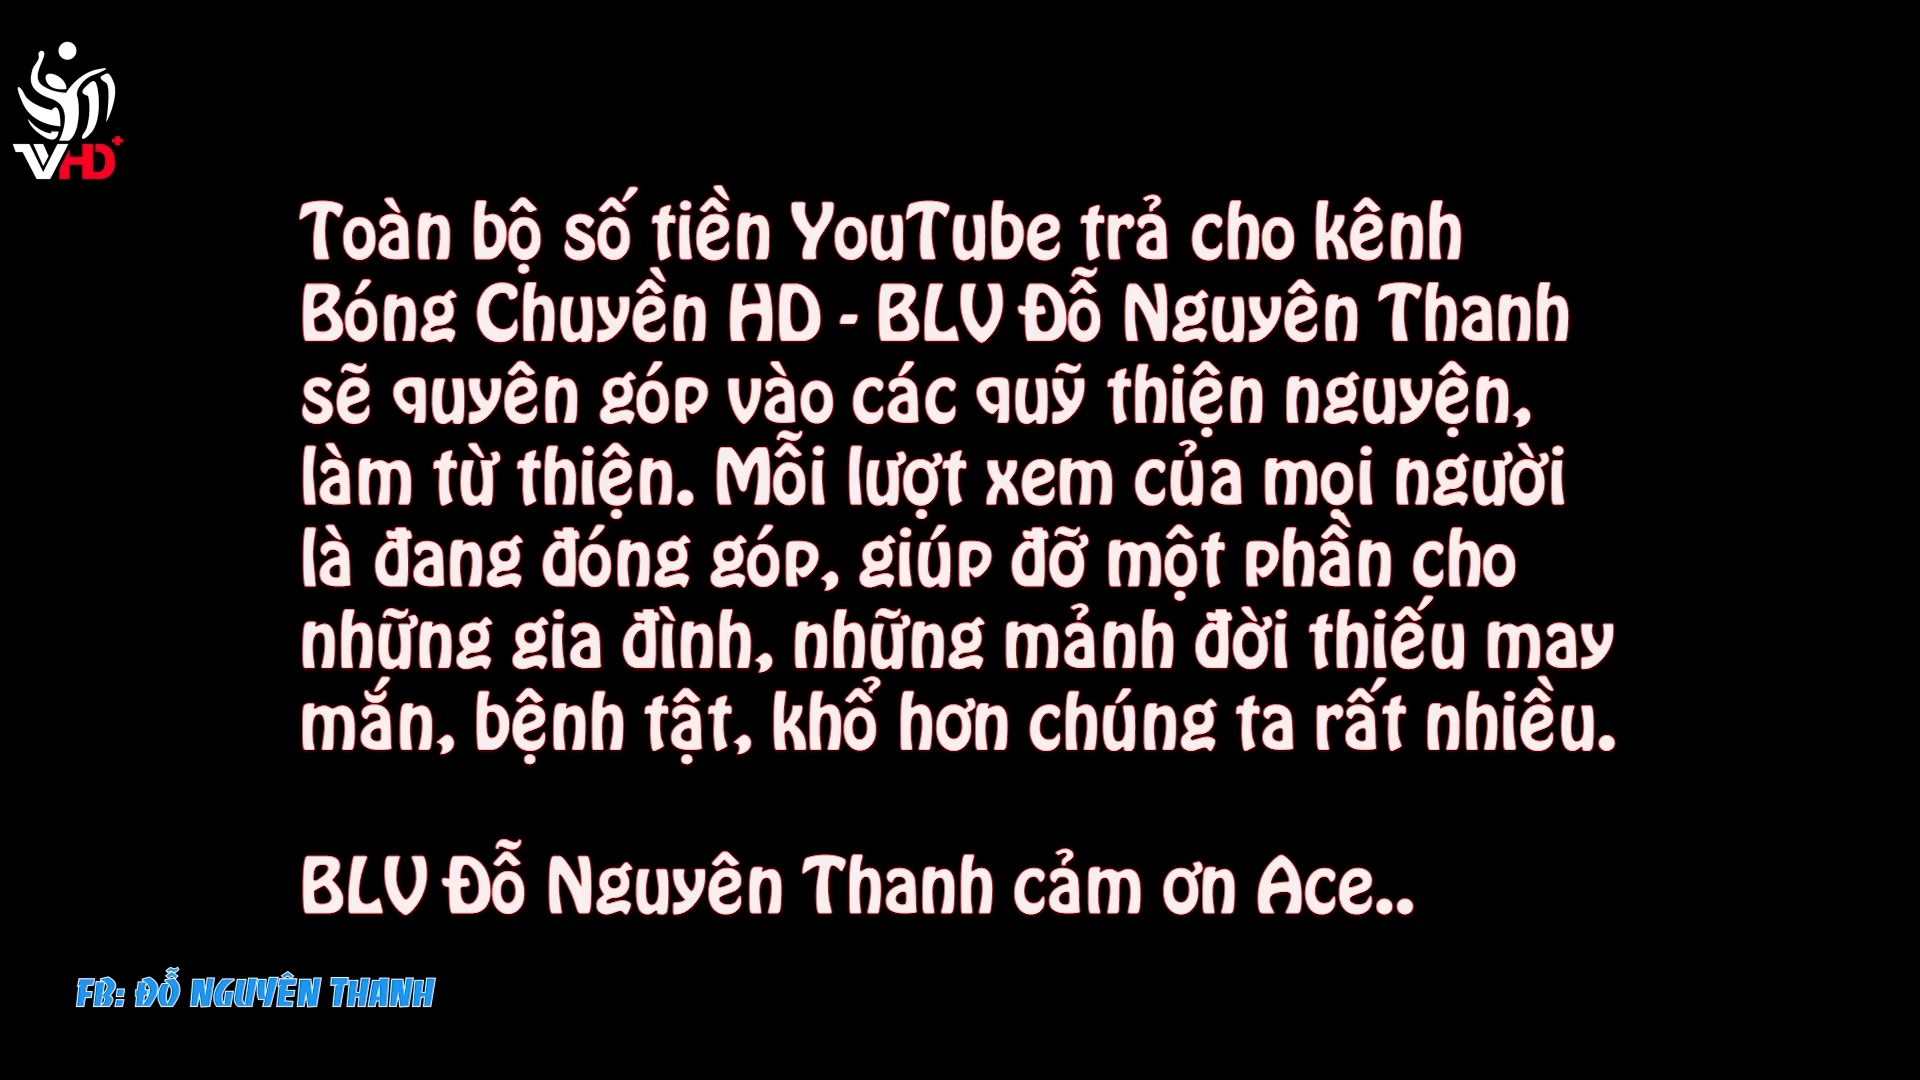 VHD+
Toàn bộ số tiền YouTube trả cho kênh
Bóng Chuyền HD - BLV Đỗ Nguyên Thanh
sẽ quyên góp vào các quỹ thiện nguyện,
làm từ thiện. Mỗi lượt xem của mọi người
là đang đóng góp, giúp đỡ một phần cho
những gia đình, những mảnh đời thiếu may
mắn, bệnh tật, khổ hơn chúng ta rất nhiều.
BLV Đỗ Nguyên Thanh cảm ơn Ace..
FB: ĐỖ NGUYÊN THANH